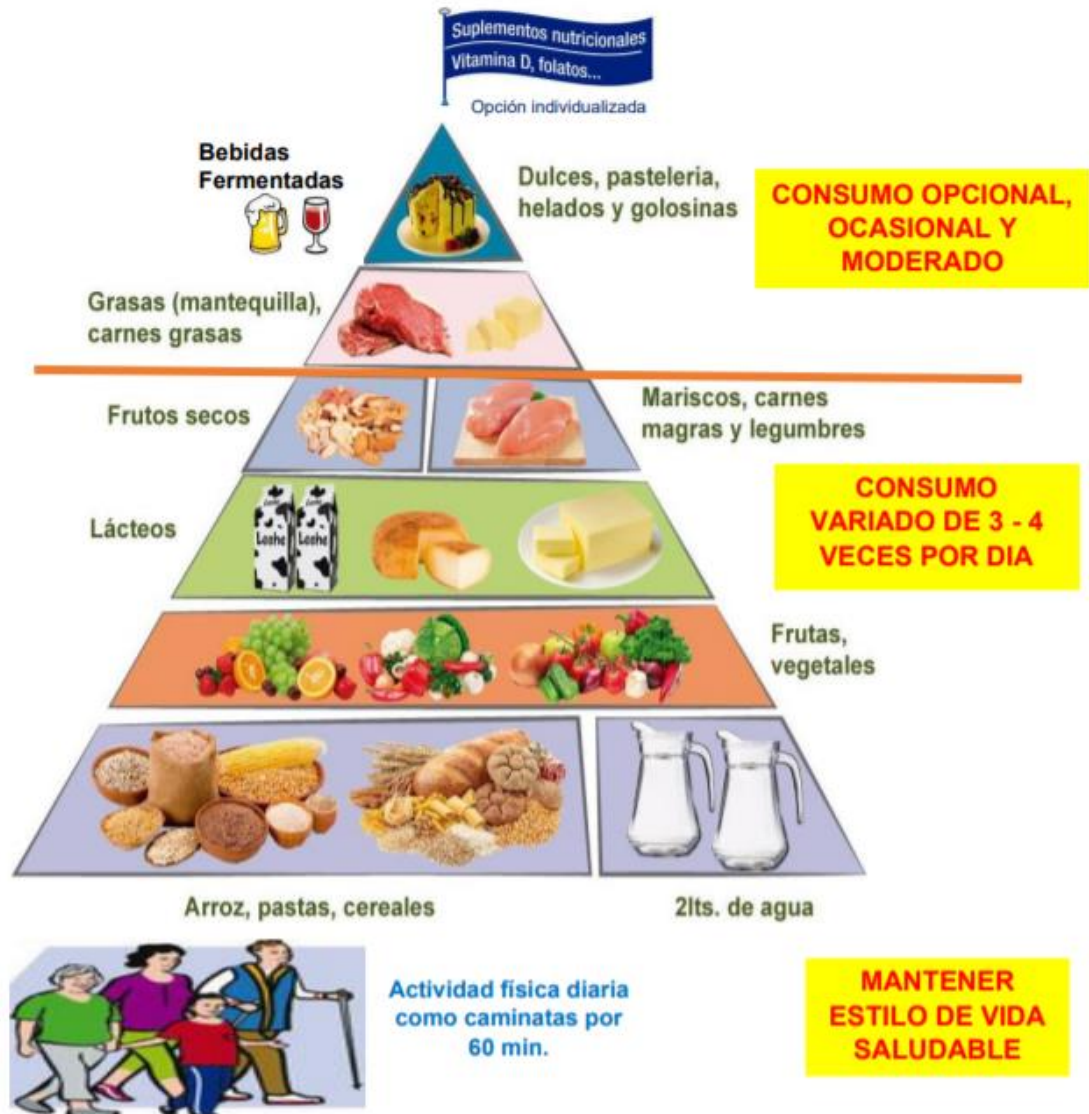 Suplementos nutricionales
Vitamina D, folatos...
Opción individualizada
Bebidas
Fermentadas
Dulces, pasteleria,
helados y golosinas
CONSUMO OPCIONAL,
OCASIONAL Y
MODERADO
Grasas (mantequilla),
carnes grasas
Frutos secos
Mariscos, carnes
magras y legumbres
Lácteos
Leche
Leche
CONSUMO
VARIADO DE 3 - 4
VECES POR DIA
Frutas,
vegetales
Arroz, pastas, cereales
2lts. de agua
Actividad física diaria
como caminatas por
60 min.
MANTENER
ESTILO DE VIDA
SALUDABLE